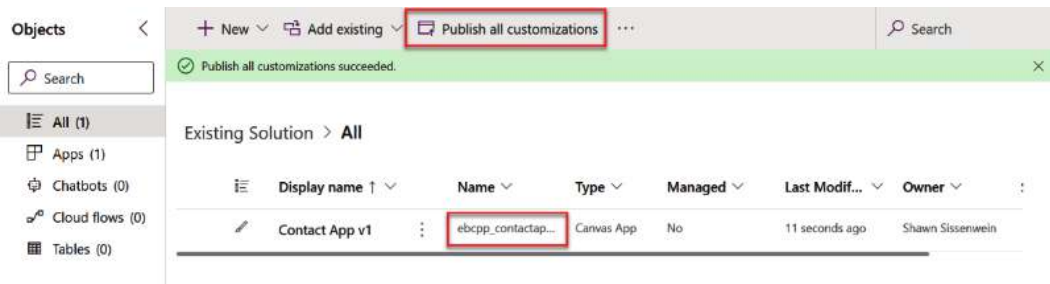 Objects
Search
All (1)
Apps (1)
Chatbots (0)
Cloud flows (0)
Tables (0)
New Add existing Publish all customizations ... Search
Publish all customizations succeeded.
Existing Solution > All
Display name ↑ Name Type Managed Last Modif... Owner
Contact App v1 ebcpp_contactap... Canvas App No 11 seconds ago Shawn Sissenwein